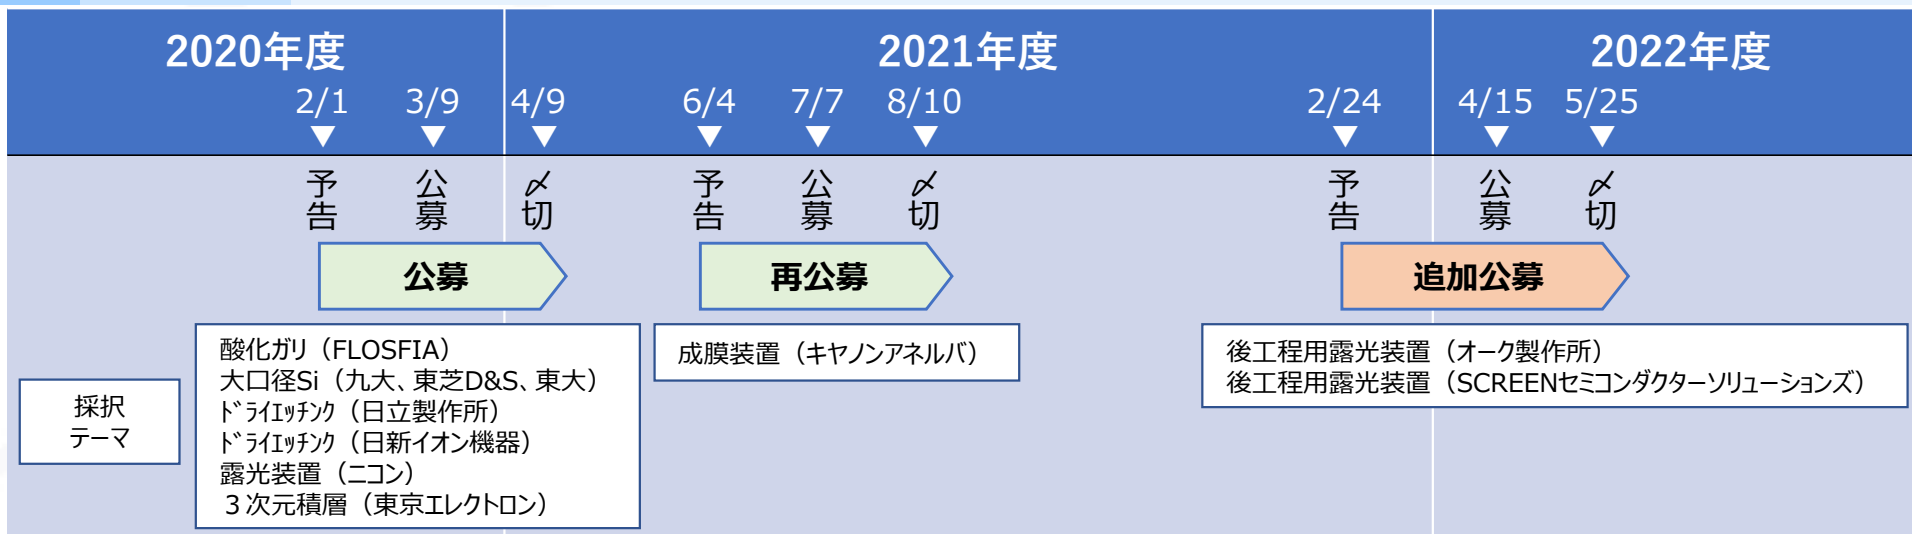 2020年度
2021年度
2022年度
2/1
3/9
4/9
6/4
7/7
8/10
2/24
4/15
5/25
予告
公募
〆切
予告
公募
〆切
予告
公募
〆切
公募
再公募
追加公募
採択
テーマ
酸化ガリ（FLOSFIA）
大口径Si（九大、東芝D&S、東大）
ﾄﾞﾗｲｴｯﾁﾝｸ（日立製作所）
ﾄﾞﾗｲｴｯﾁﾝｸ（日新イオン機器）
露光装置（ニコン）
３次元積層（東京エレクトロン）
成膜装置（キヤノンアネルバ）
後工程用露光装置（オーク製作所）
後工程用露光装置（SCREENセミコンダクターソリューションズ）